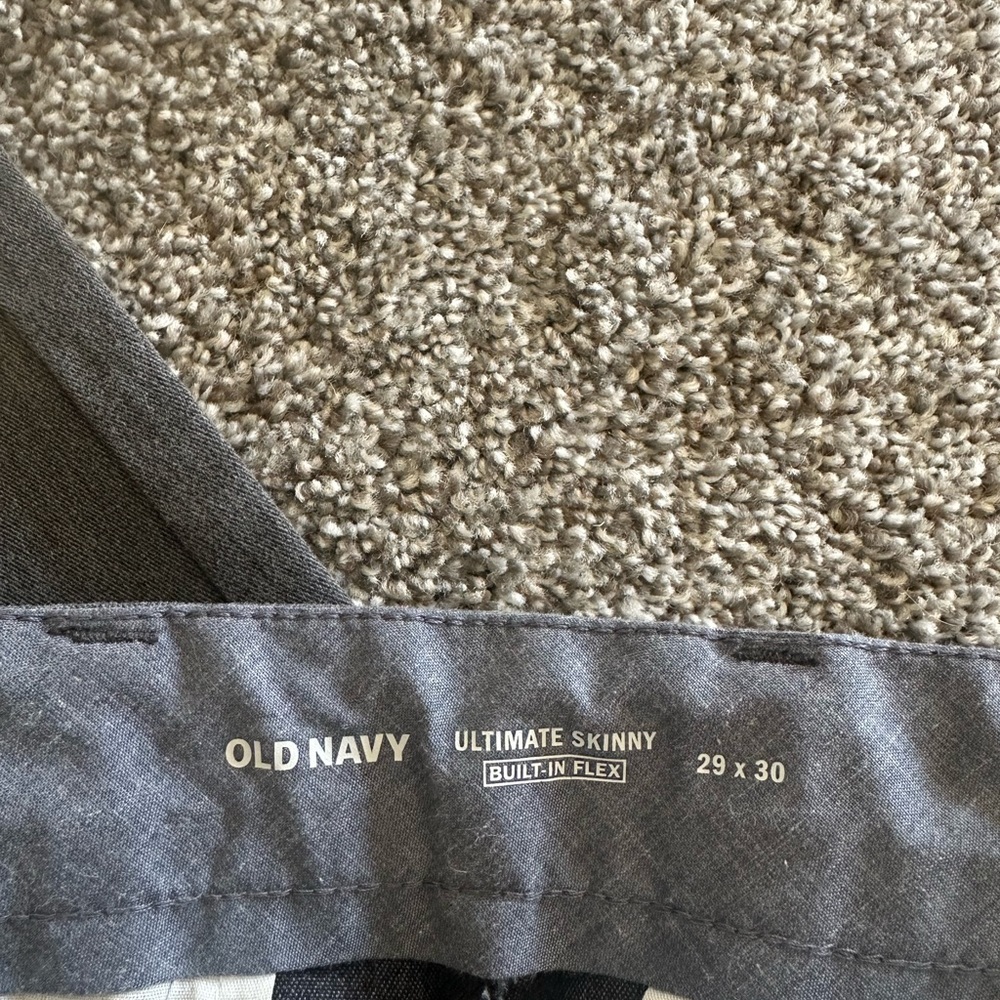 OLD NAVY
ULTIMATE SKINNY
BUILT-IN FLEX
29 x 30